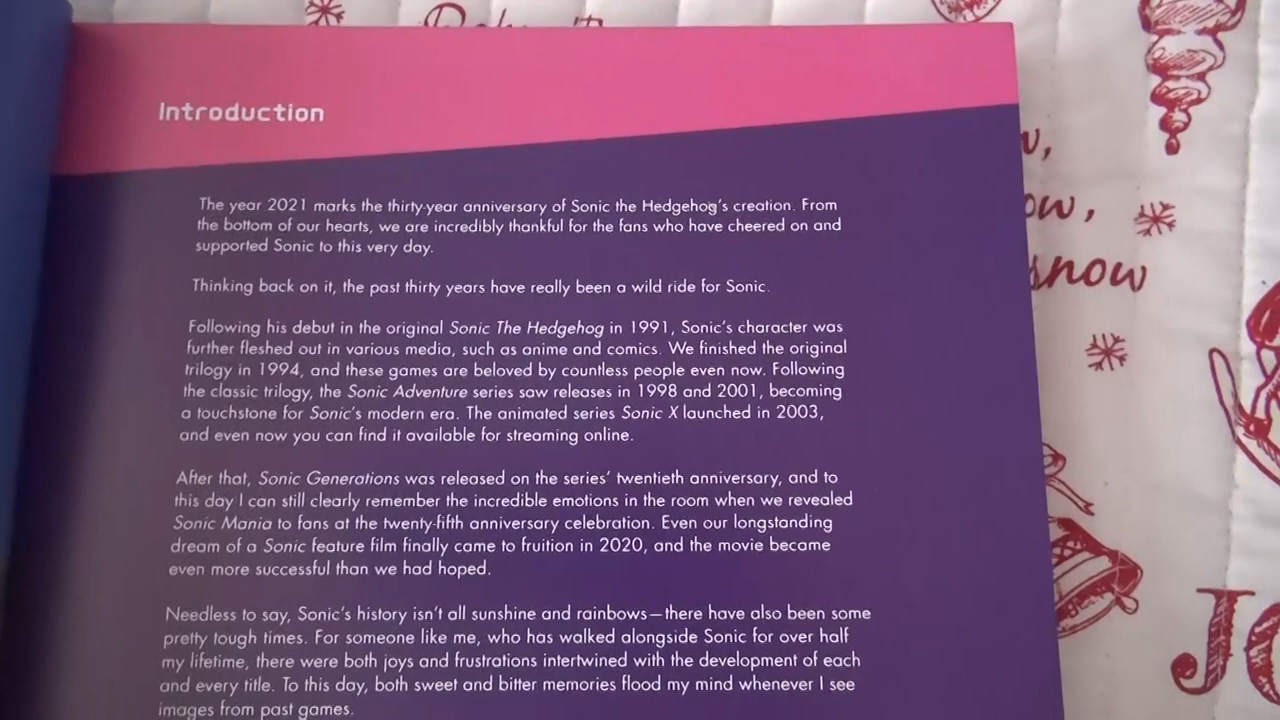 Introduction
The year 2021 marks the thirty-year anniversary of Sonic the Hedgehog's creation. From
the bottom of our hearts, we are incredibly thankful for the fans who have cheered on and
supported Sonic to this very day.
Thinking back on it, the past thirty years have really been a wild ride for Sonic.
Following his debut in the original Sonic The Hedgehog in 1991, Sonic's character was
further fleshed out in various media, such as anime and comics. We finished the original
trilogy in 1994, and these games are beloved by countless people even now. Following
the classic trilogy, the Sonic Adventure series saw releases in 1998 and 2001, becoming
a touchstone for Sonic's modern era. The animated series Sonic X launched in 2003,
and even now you can find it available for streaming online.
After that, Sonic Generations was released on the series' twentieth anniversary, and to
this day I can still clearly remember the incredible emotions in the room when we revealed
Sonic Mania to fans at the twenty-fifth anniversary celebration. Even our longstanding
dream of a Sonic feature film finally came to fruition in 2020, and the movie became
even more successful than we had hoped.
Needless to say, Sonic's history isn't all sunshine and rainbows—there have also been some
pretty tough times. For someone like me, who has walked alongside Sonic for over half
my lifetime, there were both joys and frustrations intertwined with the development of each
and every title. To this day, both sweet and bitter memories flood my mind whenever I see
images from past games.
snow